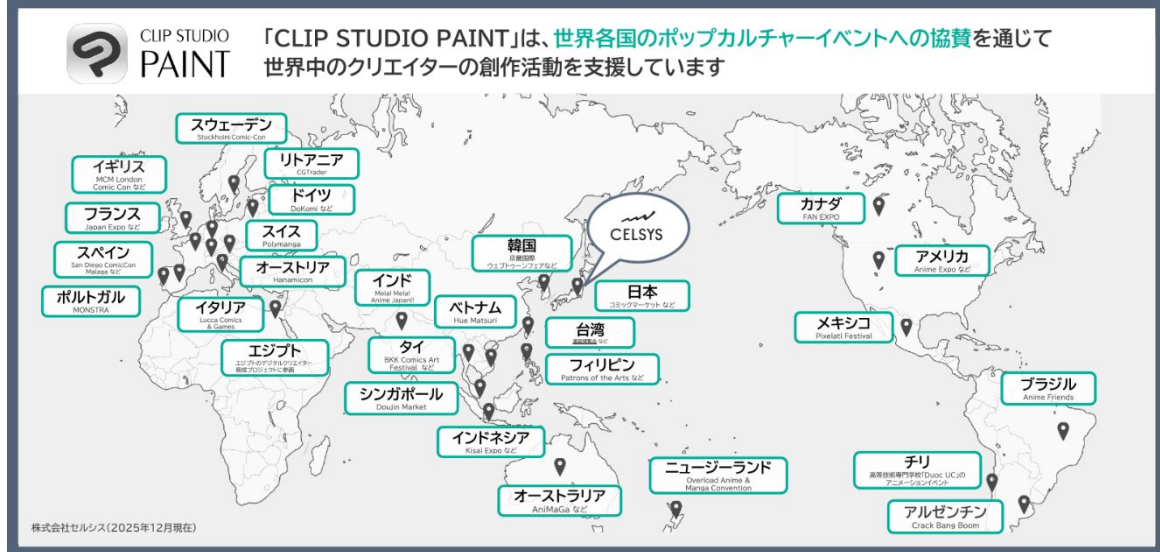 CLIP STUDIO
PAINT
「CLIP STUDIO PAINT」は、世界各国のポップカルチャーイベントへの協賛を通じて
世界中のクリエイターの創作活動を支援しています
スウェーデン
Stockholm Comic-Con
リトアニア
CGTrader
イギリス
MCM London
Comic Con など
ドイツ
DoKomi など
フランス
Japan Expo など
スイス
Polymanga
スペイン
San Diego ComicCon
Malaga など
オーストリア
Hanamicon
ポルトガル
MONSTRA
イタリア
Lucca Comics
& Games
エジプト
エジプトのデジタルクリエイター
育成プロジェクトに参画
インド
Mela! Mela!
Anime Japan!!
韓国
京畿国際
ウェブトゥーンフェアなど
CELSYS
日本
コミックマーケット など
ベトナム
Hue Matsuri
台湾
など
タイ
BKK Comics Art
Festival など
フィリピン
Patrons of the Arts など
シンガポール
Doujin Market
インドネシア
Kisai Expo など
オーストラリア
AniMaGa など
ニュージーランド
Overload Anime &
Manga Convention
カナダ
FAN EXPO
アメリカ
Anime Expo など
メキシコ
Pixelatl Festival
ブラジル
Anime Friends
チリ
高等技術専門学校「Duoc UC」の
アニメーションイベント
アルゼンチン
Crack Bang Boom
株式会社セルシス(2025年12月現在)